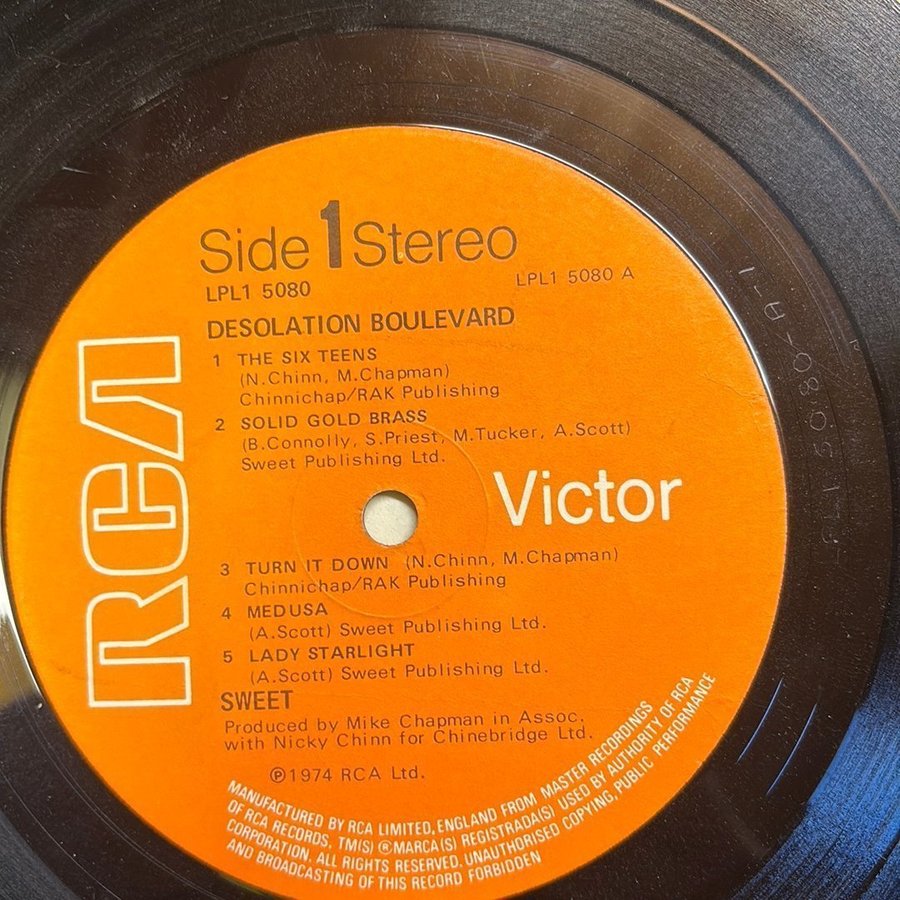 Side 1 Stereo
LPL1 5080
LPL1 5080 A
DESOLATION BOULEVARD
1 THE SIX TEENS
(N.Chinn, M.Chapman)
Chinnichap/RAK Publishing
2 SOLID GOLD BRASS
(B.Connolly, S.Priest, M.Tucker, A.Scott)
Sweet Publishing Ltd.
RCA
Victor
3 TURN IT DOWN (N.Chinn, M.Chapman)
Chinnichap/RAK Publishing
4 MEDUSA
(A.Scott) Sweet Publishing Ltd.
5 LADY STARLIGHT
(A.Scott) Sweet Publishing Ltd.
SWEET
Produced by Mike Chapman in Assoc.
with Nicky Chinn for Chinebridge Ltd.
℗1974 RCA Ltd.
MANUFACTURED BY RCA LIMITED, ENGLAND FROM MASTER RECORDINGS
OF RCA RECORDS, TM(S) ® MARCA(S) REGISTRADA(S) USED BY AUTHORITY OF RCA
CORPORATION. ALL RIGHTS RESERVED. UNAUTHORISED COPYING, PUBLIC PERFORMANCE
AND BROADCASTING OF THIS RECORD FORBIDDEN
5080-A-1